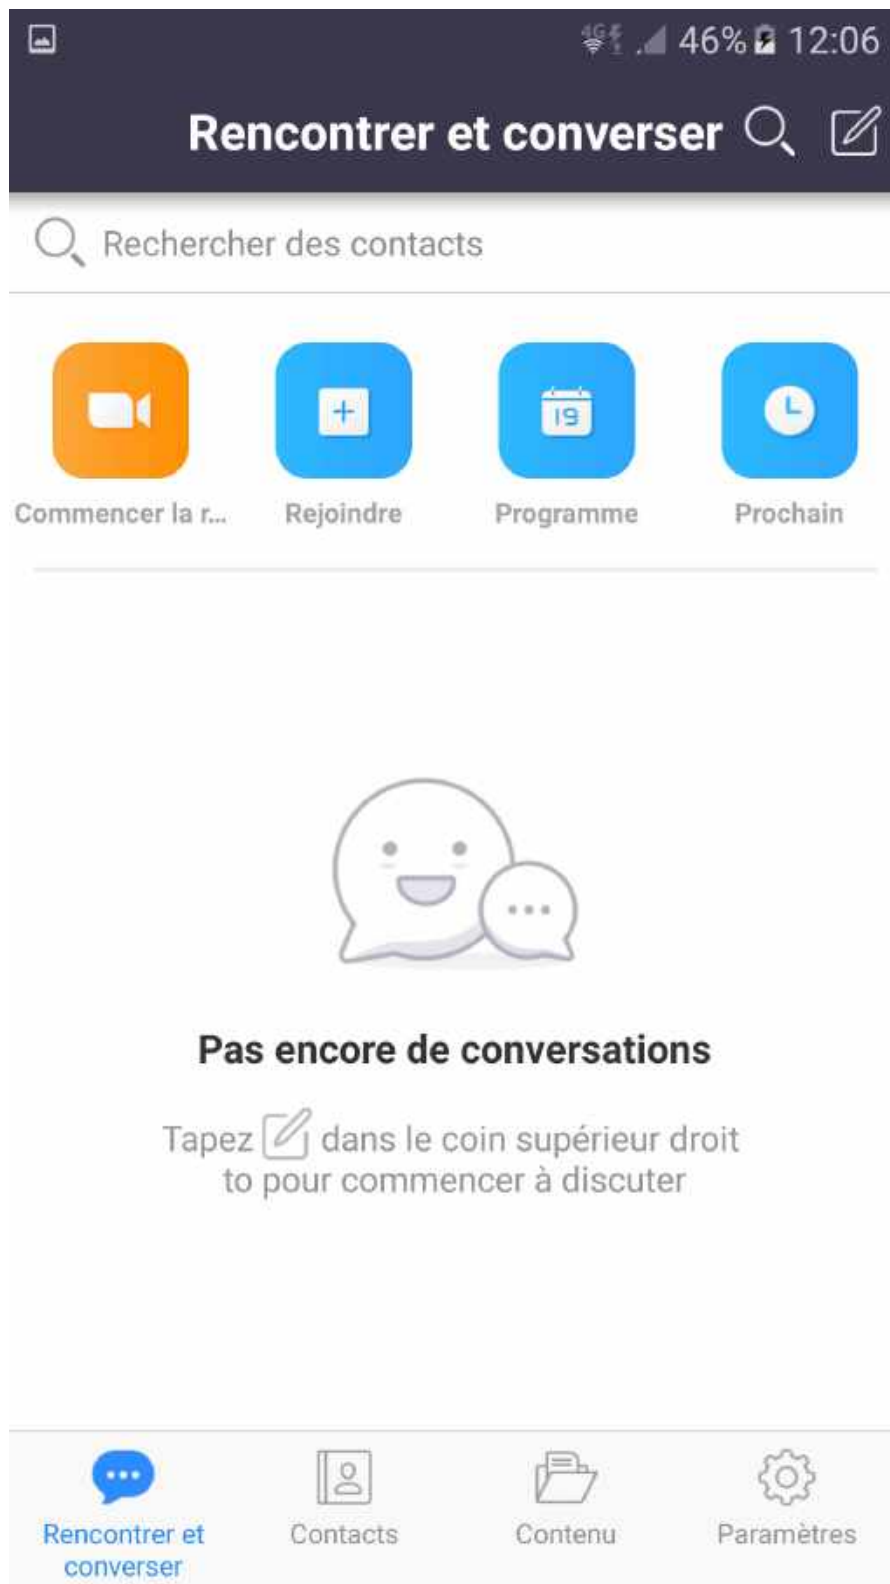 46% 12:06
Rencontrer et converser
Rechercher des contacts
19
Commencer la r... Rejoindre Programme Prochain
Pas encore de conversations
Tapez dans le coin supérieur droit
to pour commencer à discuter
Rencontrer et converser Contacts Contenu Paramètres